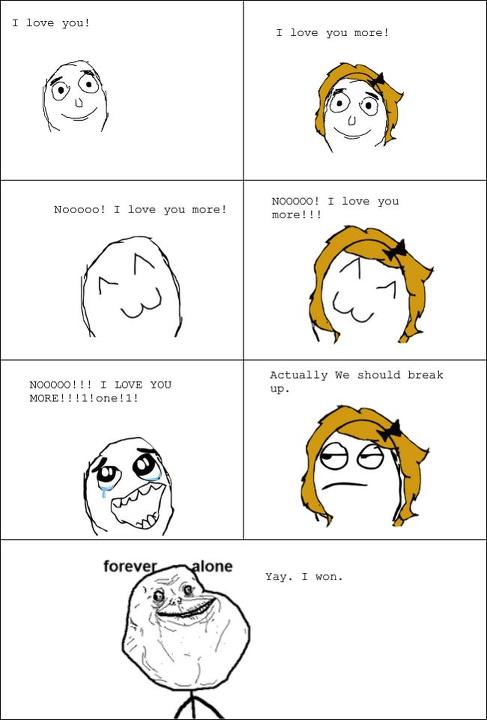 I love you!
I love you more!
Nooooo! I love you more!
NOOOOO! I love you
more!!!
NOOOOO!!! I LOVE YOU
MORE!!!1!one!1!
Actually We should break
up.
forever alone
Yay. I won.